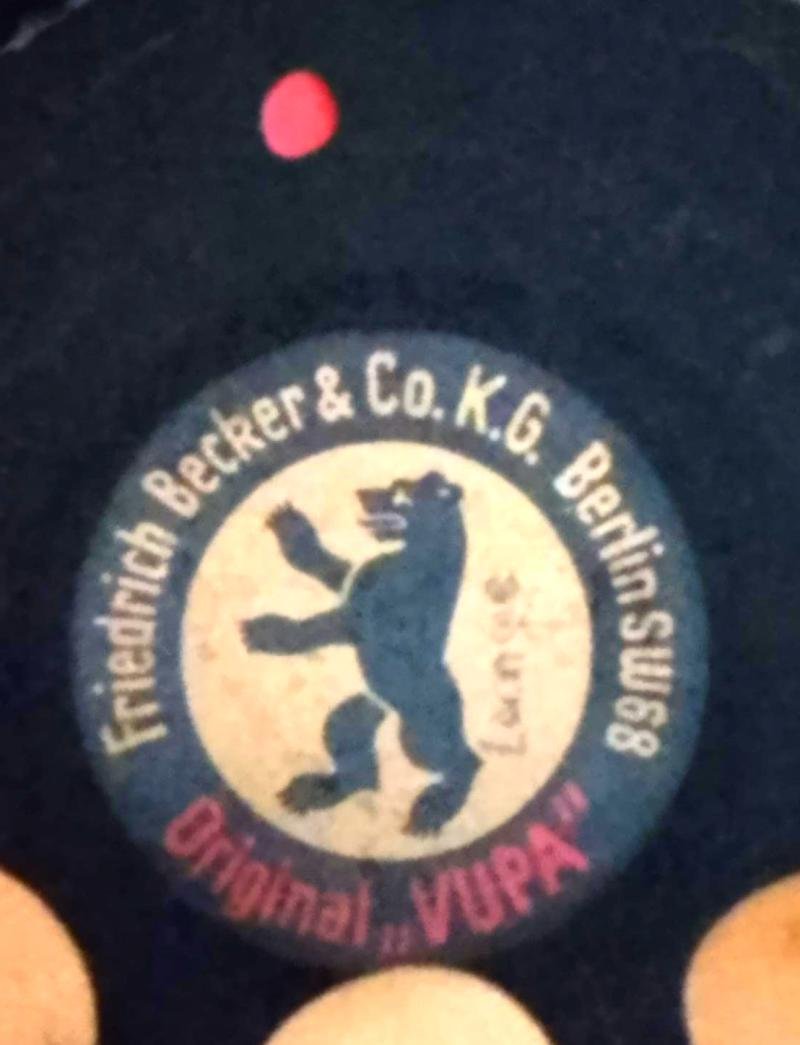 Friedrich Becker & Co. K.G. Berlin SW68
Original „VUPA"